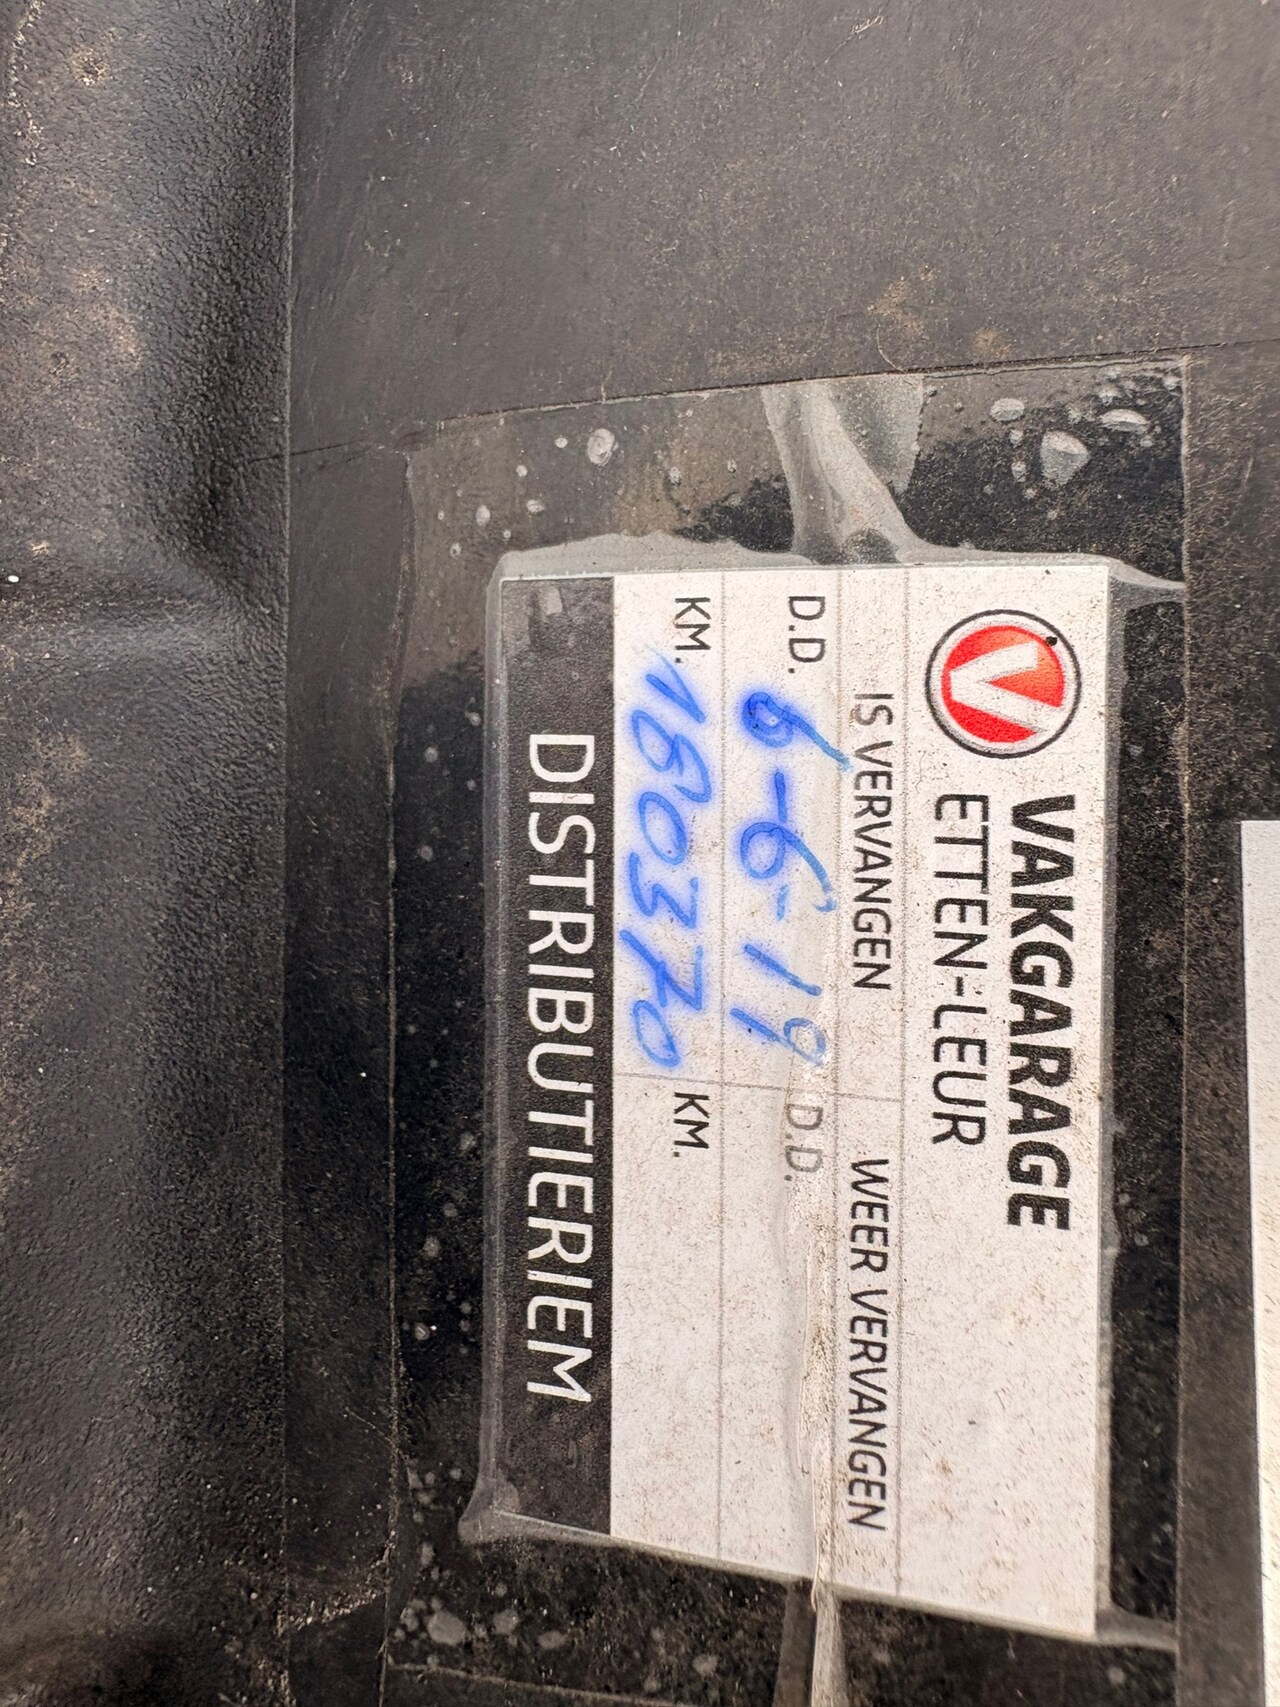 V VAKGARAGE
ETTEN-LEUR
IS VERVANGEN WEER VERVANGEN
D.D. 6-6-19 D.D.
KM. 180370 KM.
DISTRIBUTIERIEM